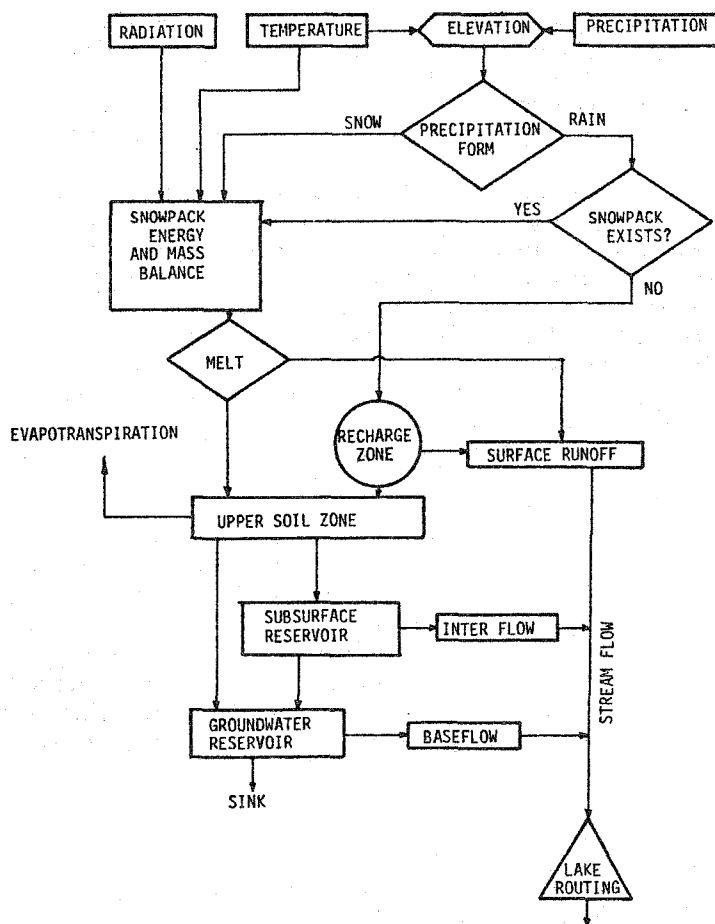 RADIATION
TEMPERATURE
ELEVATION
PRECIPITATION
SNOW
PRECIPITATION
FORM
RAIN
SNOWPACK
ENERGY
AND MASS
BALANCE
YES
SNOWPACK
EXISTS?
NO
MELT
EVAPOTRANSPIRATION
RECHARGE
ZONE
SURFACE RUNOFF
UPPER SOIL ZONE
SUBSURFACE
RESERVOIR
INTER FLOW
STREAM FLOW
GROUNDWATER
RESERVOIR
BASEFLOW
SINK
LAKE
ROUTING